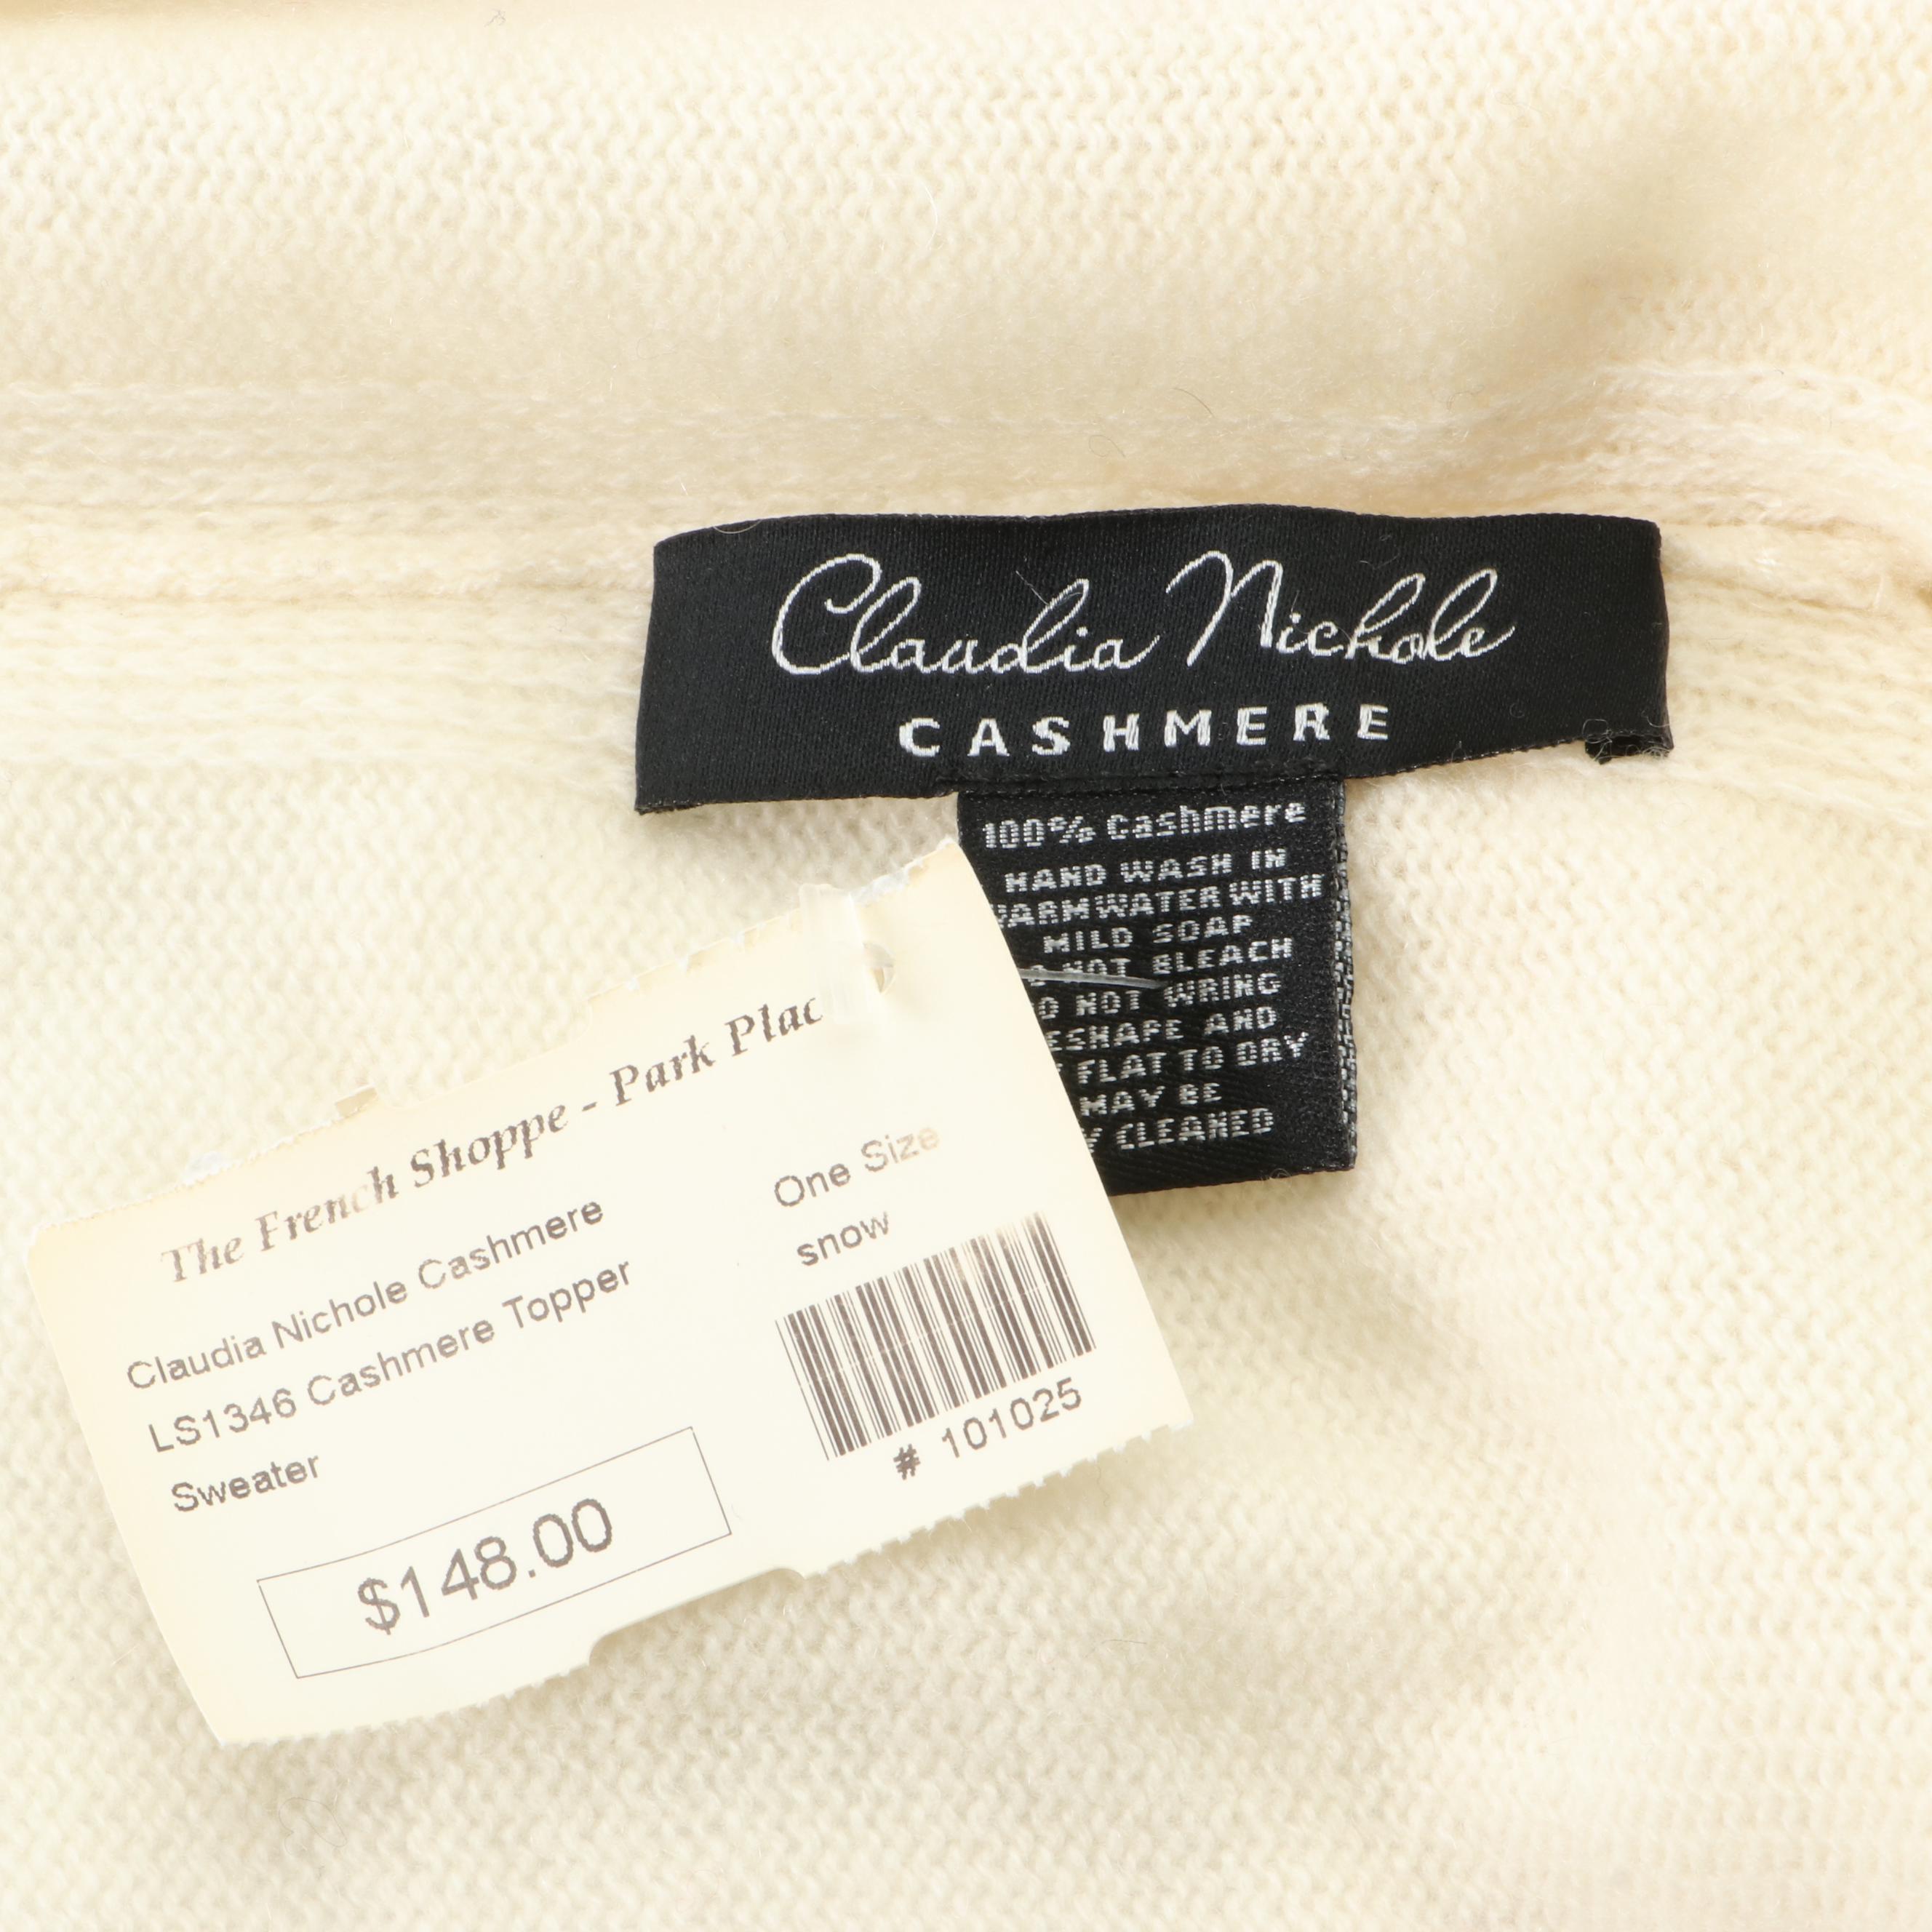 Claudia Nichole
CASHMERE
100% Cashmere
HAND WASH IN
WARM WATER WITH
MILD SOAP
NOT BLEACH
NOT WRING
RESHAPE AND
FLAT TO DRY
MAY BE
CLEANED
The French Shoppe - Park Plac
Claudia Nichole Cashmere
LS1346 Cashmere Topper
Sweater
$148.00
One Size
snow
# 101025